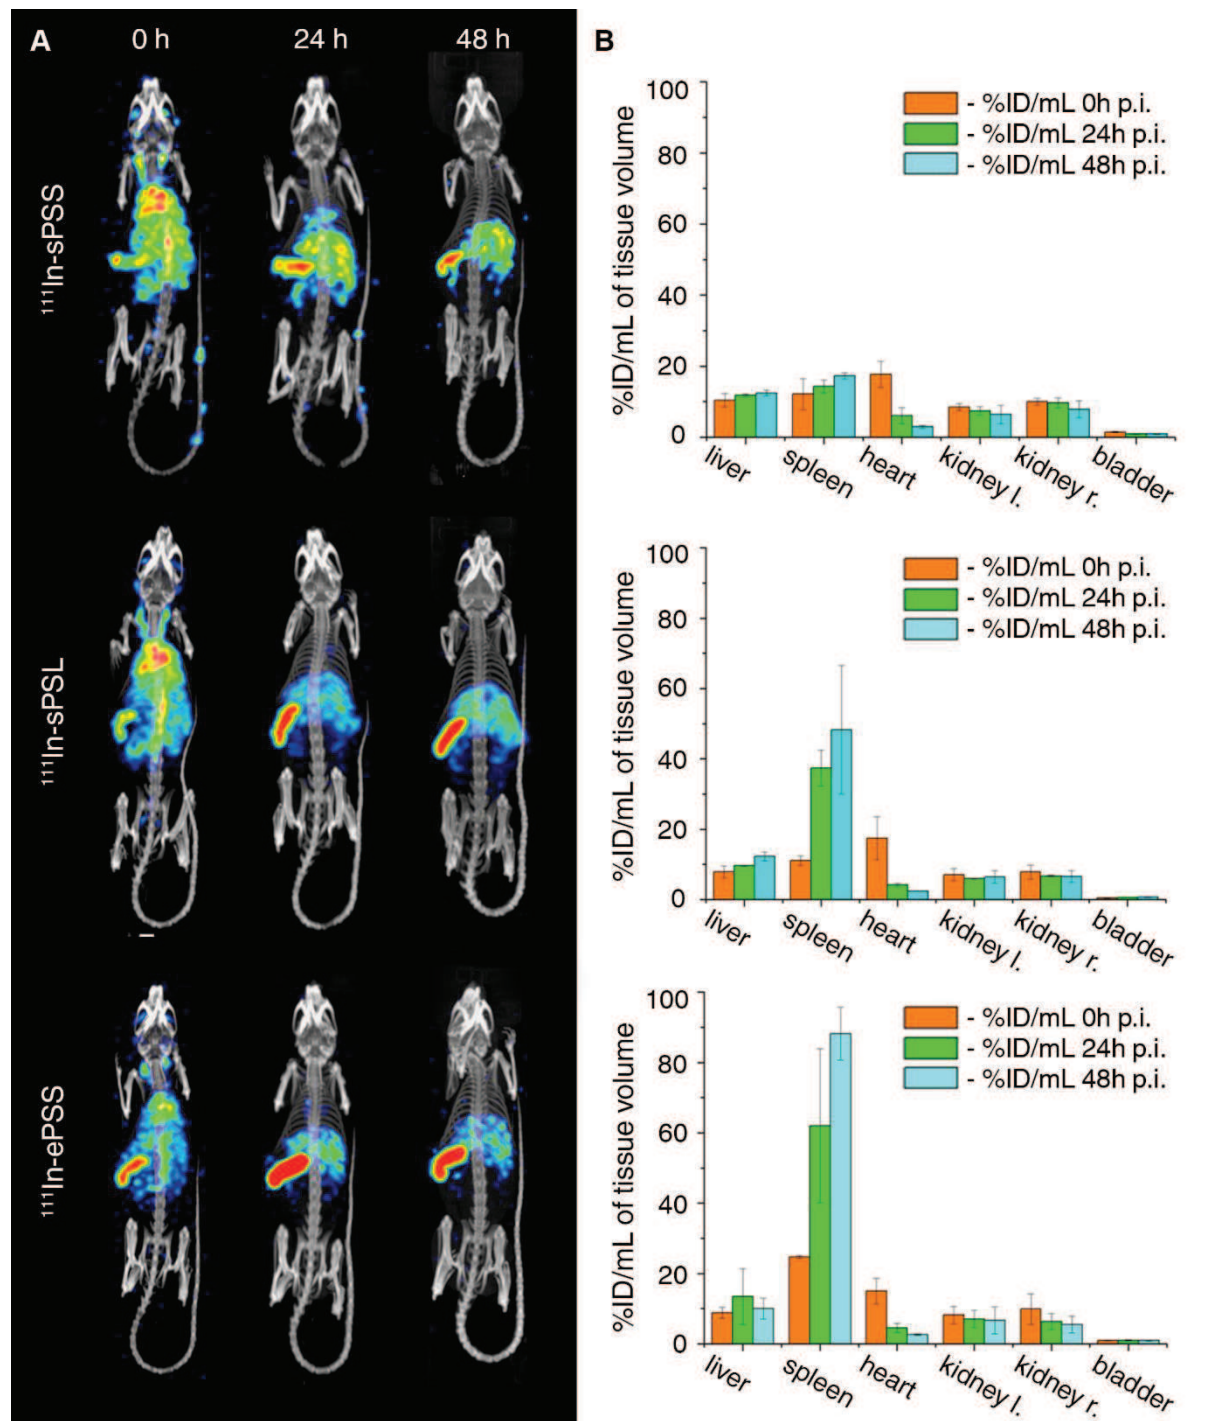 A
0 h
24 h
48 h
¹¹¹In-sPSS
¹¹¹In-sPSL
¹¹¹In-ePSS
B
%ID/mL of tissue volume
100
80
60
40
20
0
- %ID/mL 0h p.i.
- %ID/mL 24h p.i.
- %ID/mL 48h p.i.
liver
spleen
heart
kidney l.
kidney r.
bladder
%ID/mL of tissue volume
100
80
60
40
20
0
- %ID/mL 0h p.i.
- %ID/mL 24h p.i.
- %ID/mL 48h p.i.
liver
spleen
heart
kidney l.
kidney r.
bladder
%ID/mL of tissue volume
100
80
60
40
20
0
- %ID/mL 0h p.i.
- %ID/mL 24h p.i.
- %ID/mL 48h p.i.
liver
spleen
heart
kidney l.
kidney r.
bladder